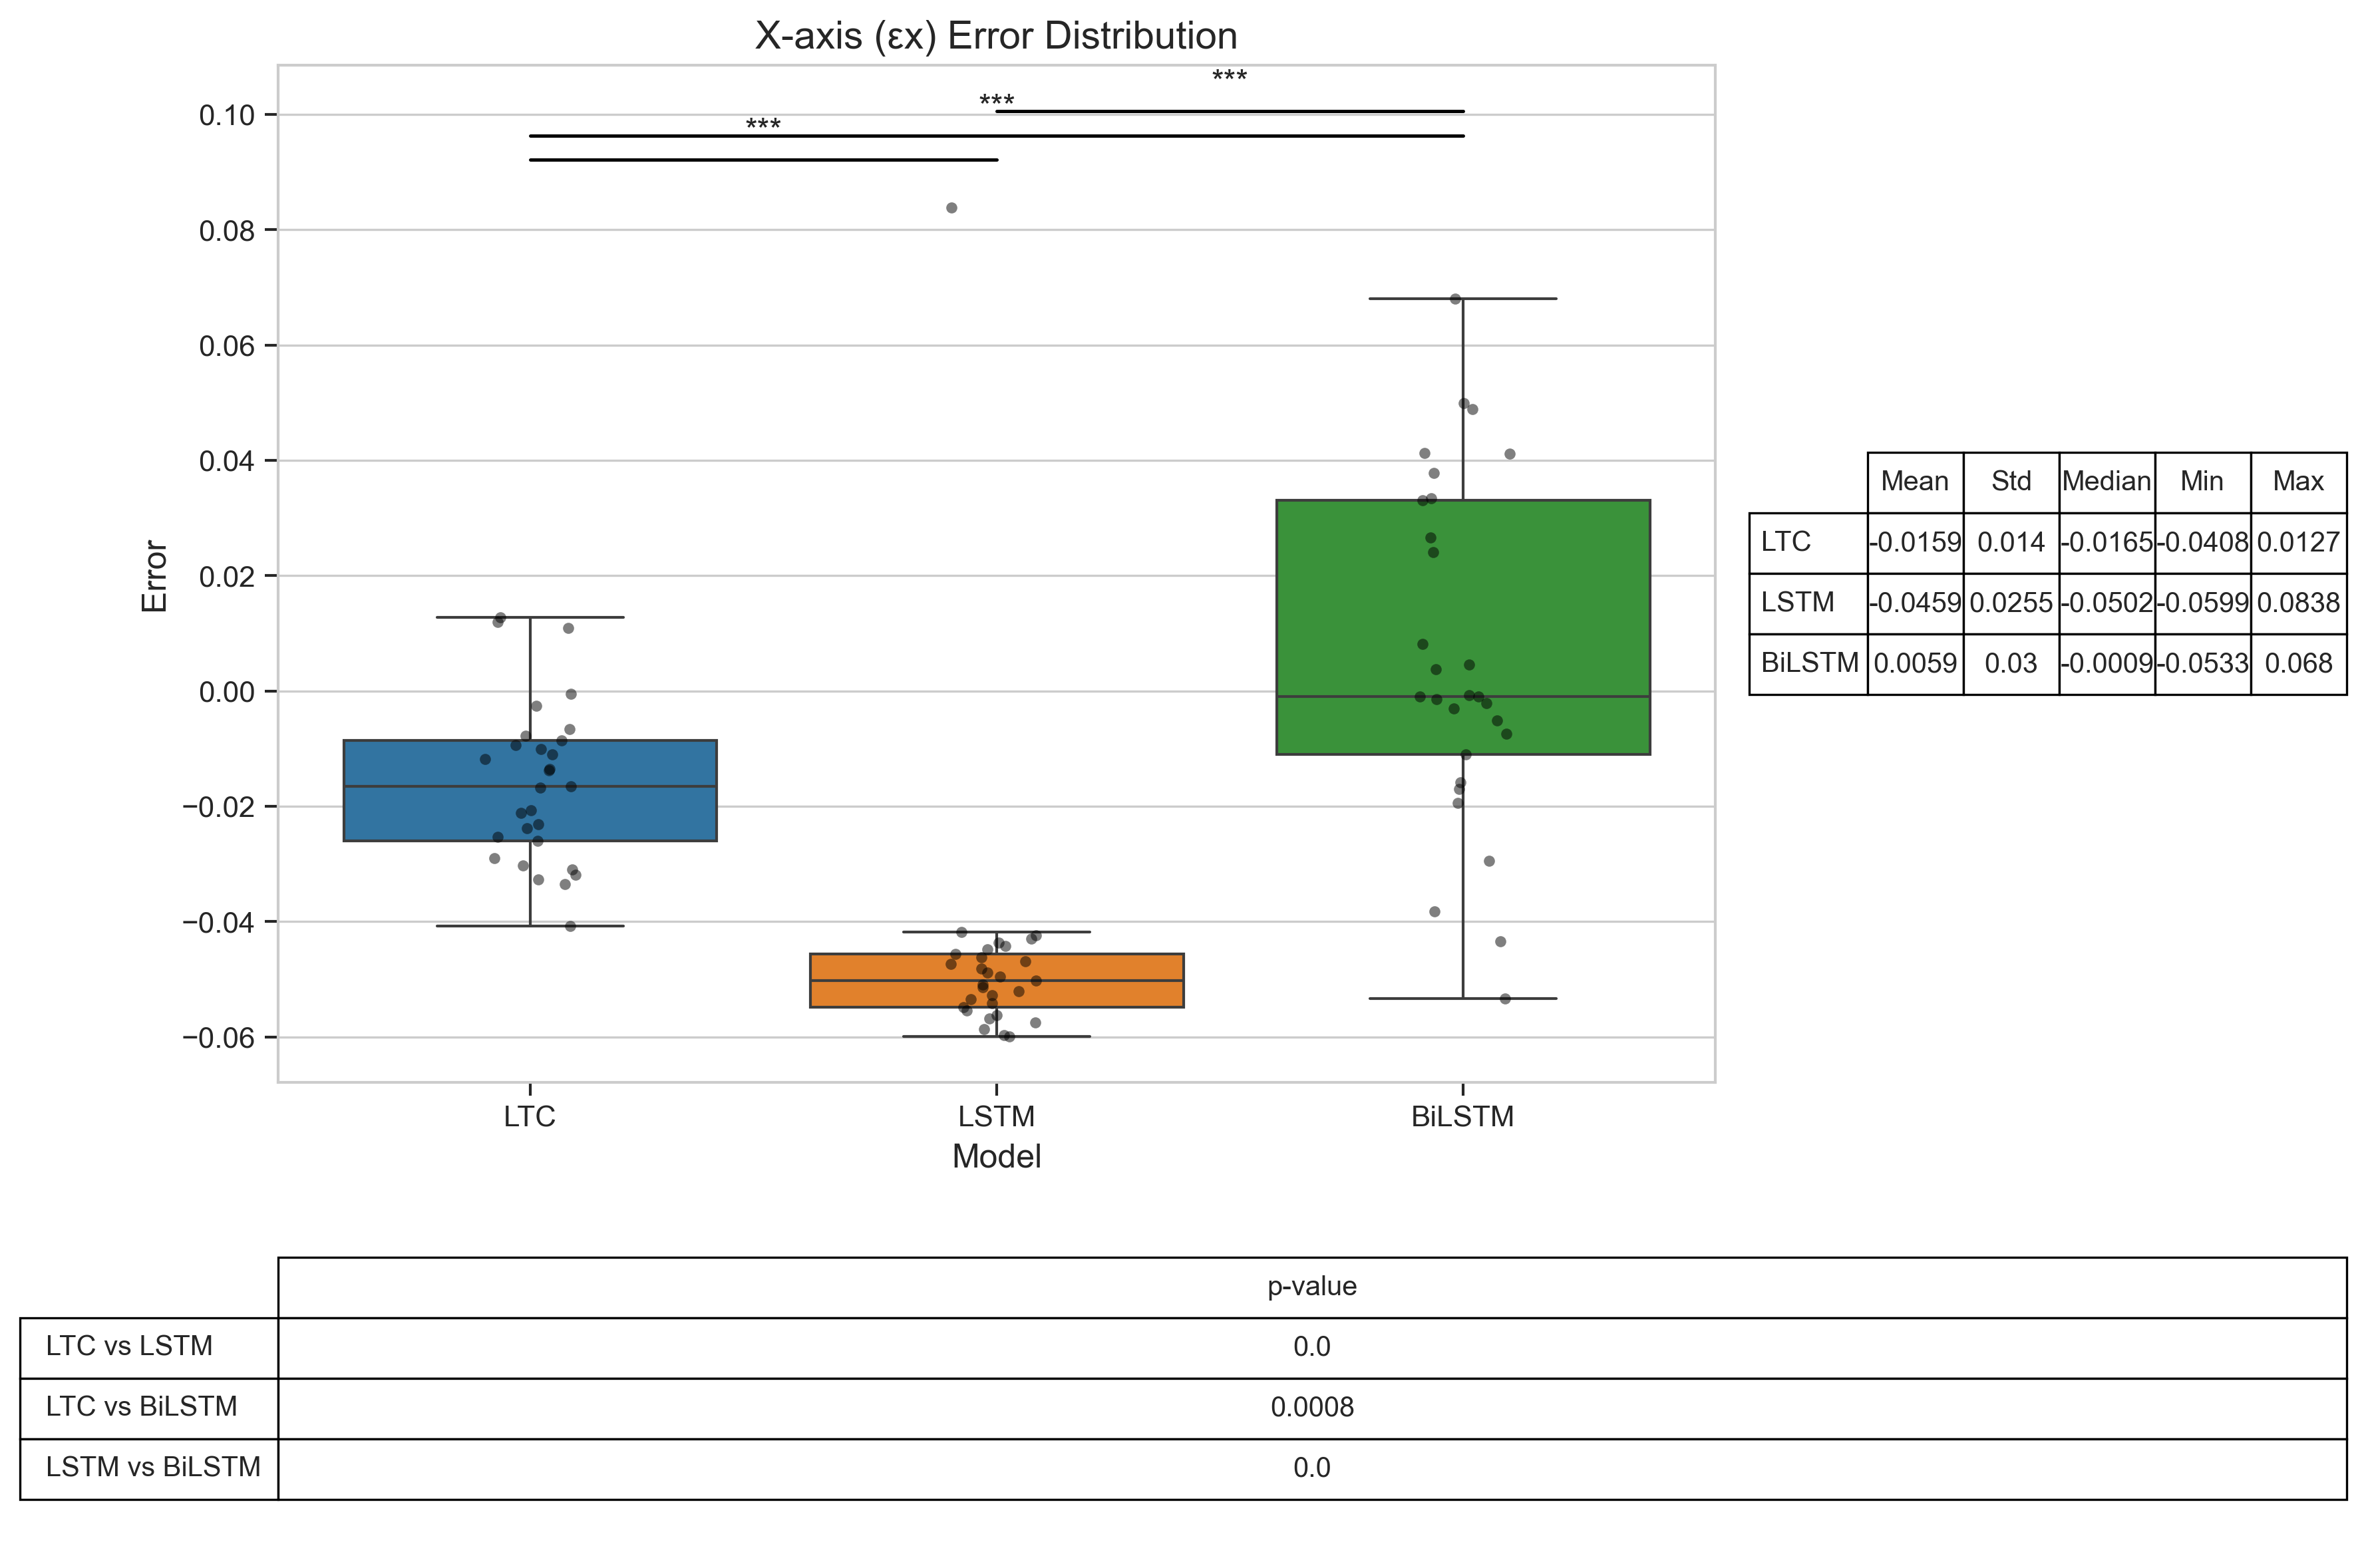 X-axis (εx) Error Distribution
***
***
***
0.10
0.08
0.06
0.04
0.02
0.00
−0.02
−0.04
−0.06
Error
LTC LSTM BiLSTM
Model
Mean Std Median Min Max
LTC -0.0159 0.014 -0.0165 -0.0408 0.0127
LSTM -0.0459 0.0255 -0.0502 -0.0599 0.0838
BiLSTM 0.0059 0.03 -0.0009 -0.0533 0.068
p-value
LTC vs LSTM 0.0
LTC vs BiLSTM 0.0008
LSTM vs BiLSTM 0.0